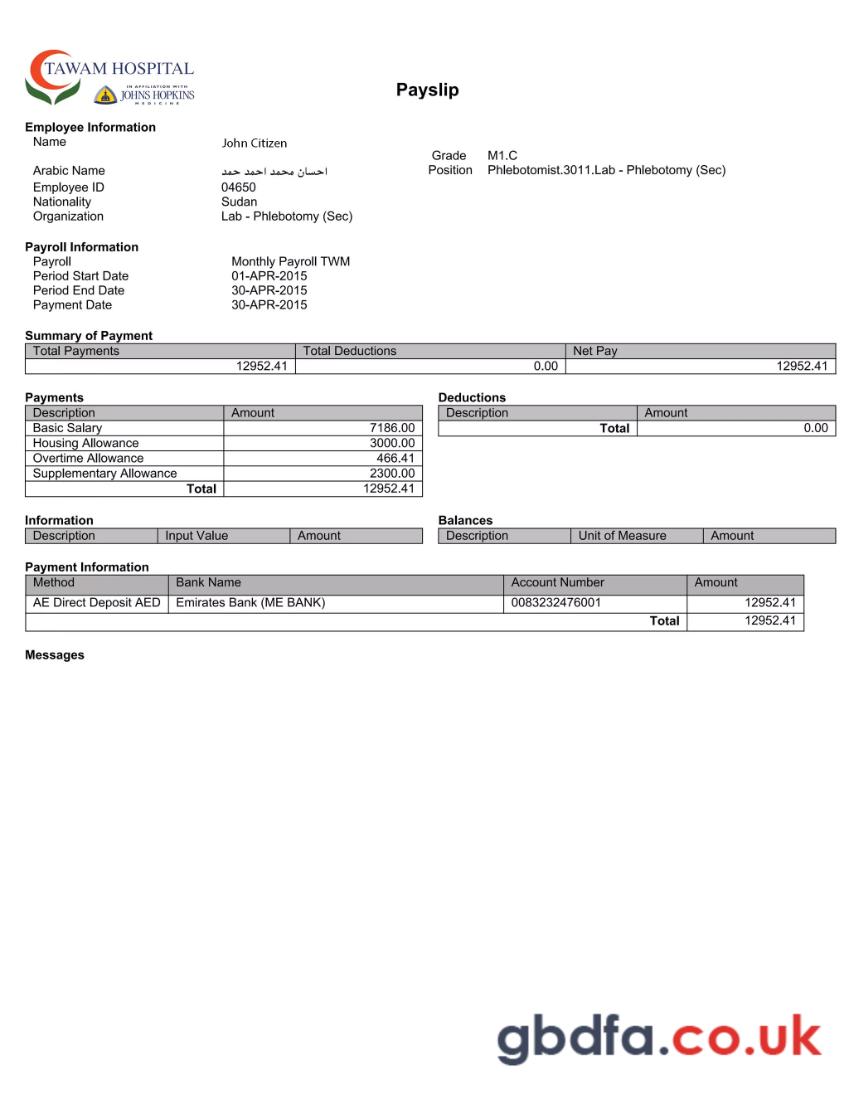 TAWAM HOSPITAL
IN AFFILIATION WITH
JOHNS HOPKINS
MEDICINE
Payslip
Employee Information
Name John Citizen
Grade M1.C
Arabic Name احسان محمد احمد حمد
Position Phlebotomist.3011.Lab - Phlebotomy (Sec)
Employee ID 04650
Nationality Sudan
Organization Lab - Phlebotomy (Sec)
Payroll Information
Payroll Monthly Payroll TWM
Period Start Date 01-APR-2015
Period End Date 30-APR-2015
Payment Date 30-APR-2015
Summary of Payment
Total Payments Total Deductions Net Pay
12952.41 0.00 12952.41
Payments
Description Amount
Basic Salary 7186.00
Housing Allowance 3000.00
Overtime Allowance 466.41
Supplementary Allowance 2300.00
Total 12952.41
Deductions
Description Amount
Total 0.00
Information
Description Input Value Amount
Balances
Description Unit of Measure Amount
Payment Information
Method Bank Name Account Number Amount
AE Direct Deposit AED Emirates Bank (ME BANK) 0083232476001 12952.41
Total 12952.41
Messages
gbdfa.co.uk